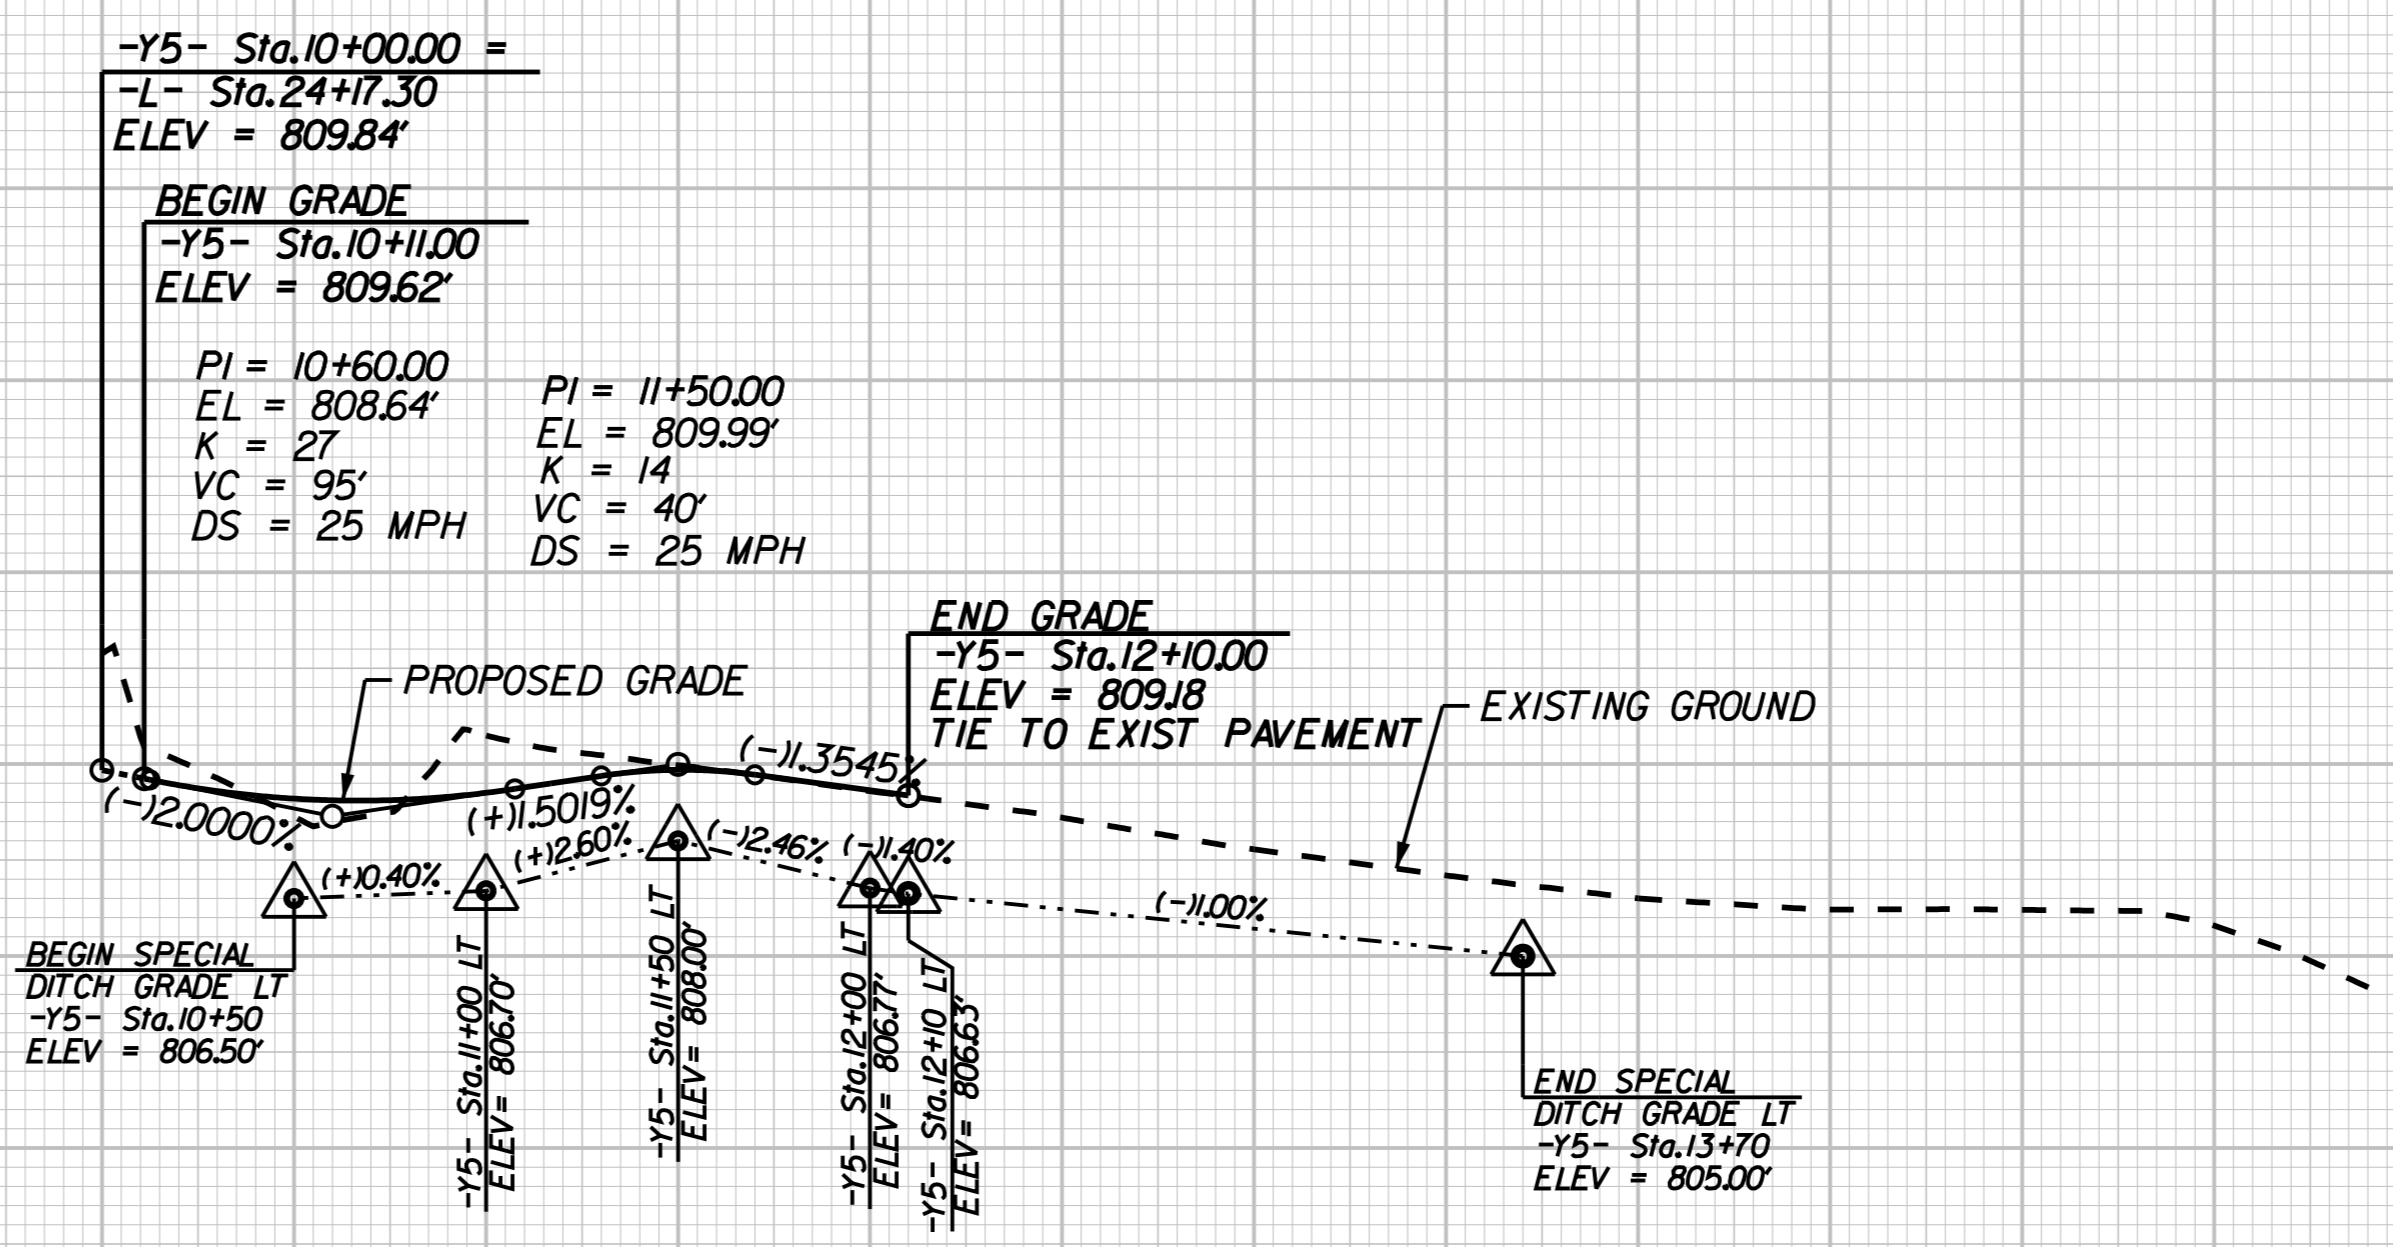 -Y5- Sta.10+00.00 =
-L- Sta.24+17.30
ELEV = 809.84'
BEGIN GRADE
-Y5- Sta.10+11.00
ELEV = 809.62'
PI = 10+60.00
EL = 808.64'
K = 27
VC = 95'
DS = 25 MPH
PI = 11+50.00
EL = 809.99'
K = 14
VC = 40'
DS = 25 MPH
END GRADE
-Y5- Sta.12+10.00
ELEV = 809.18
TIE TO EXIST PAVEMENT
PROPOSED GRADE
EXISTING GROUND
(-)2.0000%
(+)1.5019%
(-)1.3545%
(+)0.40%
(+)2.60%
(-)2.46%
(-)1.40%
(-)1.00%
BEGIN SPECIAL
DITCH GRADE LT
-Y5- Sta.10+50
ELEV = 806.50'
-Y5- Sta.11+00 LT
ELEV= 806.70'
-Y5- Sta.11+50 LT
ELEV= 808.00'
-Y5- Sta.12+00 LT
ELEV= 806.77'
-Y5- Sta.12+10 LT
ELEV= 806.63'
END SPECIAL
DITCH GRADE LT
-Y5- Sta.13+70
ELEV = 805.00'